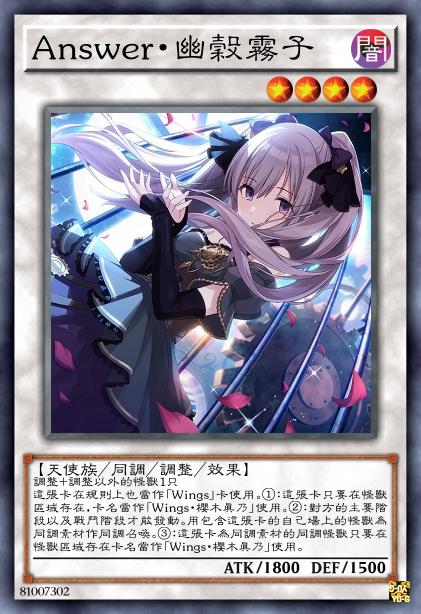 Answer・幽穀霧子
闇
【天使族╱同調╱調整╱效果】
調整+調整以外的怪獸1只
這張卡在規則上也當作「Wings」卡使用。①:這張卡只要在怪獸
區域存在,卡名當作「Wings・櫻木真乃」使用。②:對方的主要階
段以及戰鬥階段才能發動。用包含這張卡的自己場上的怪獸為
同調素材作同調召喚。③:這張卡為同調素材的同調怪獸只要在
怪獸區域存在卡名當作「Wings・櫻木真乃」使用。
ATK/1800 DEF/1500
81007302